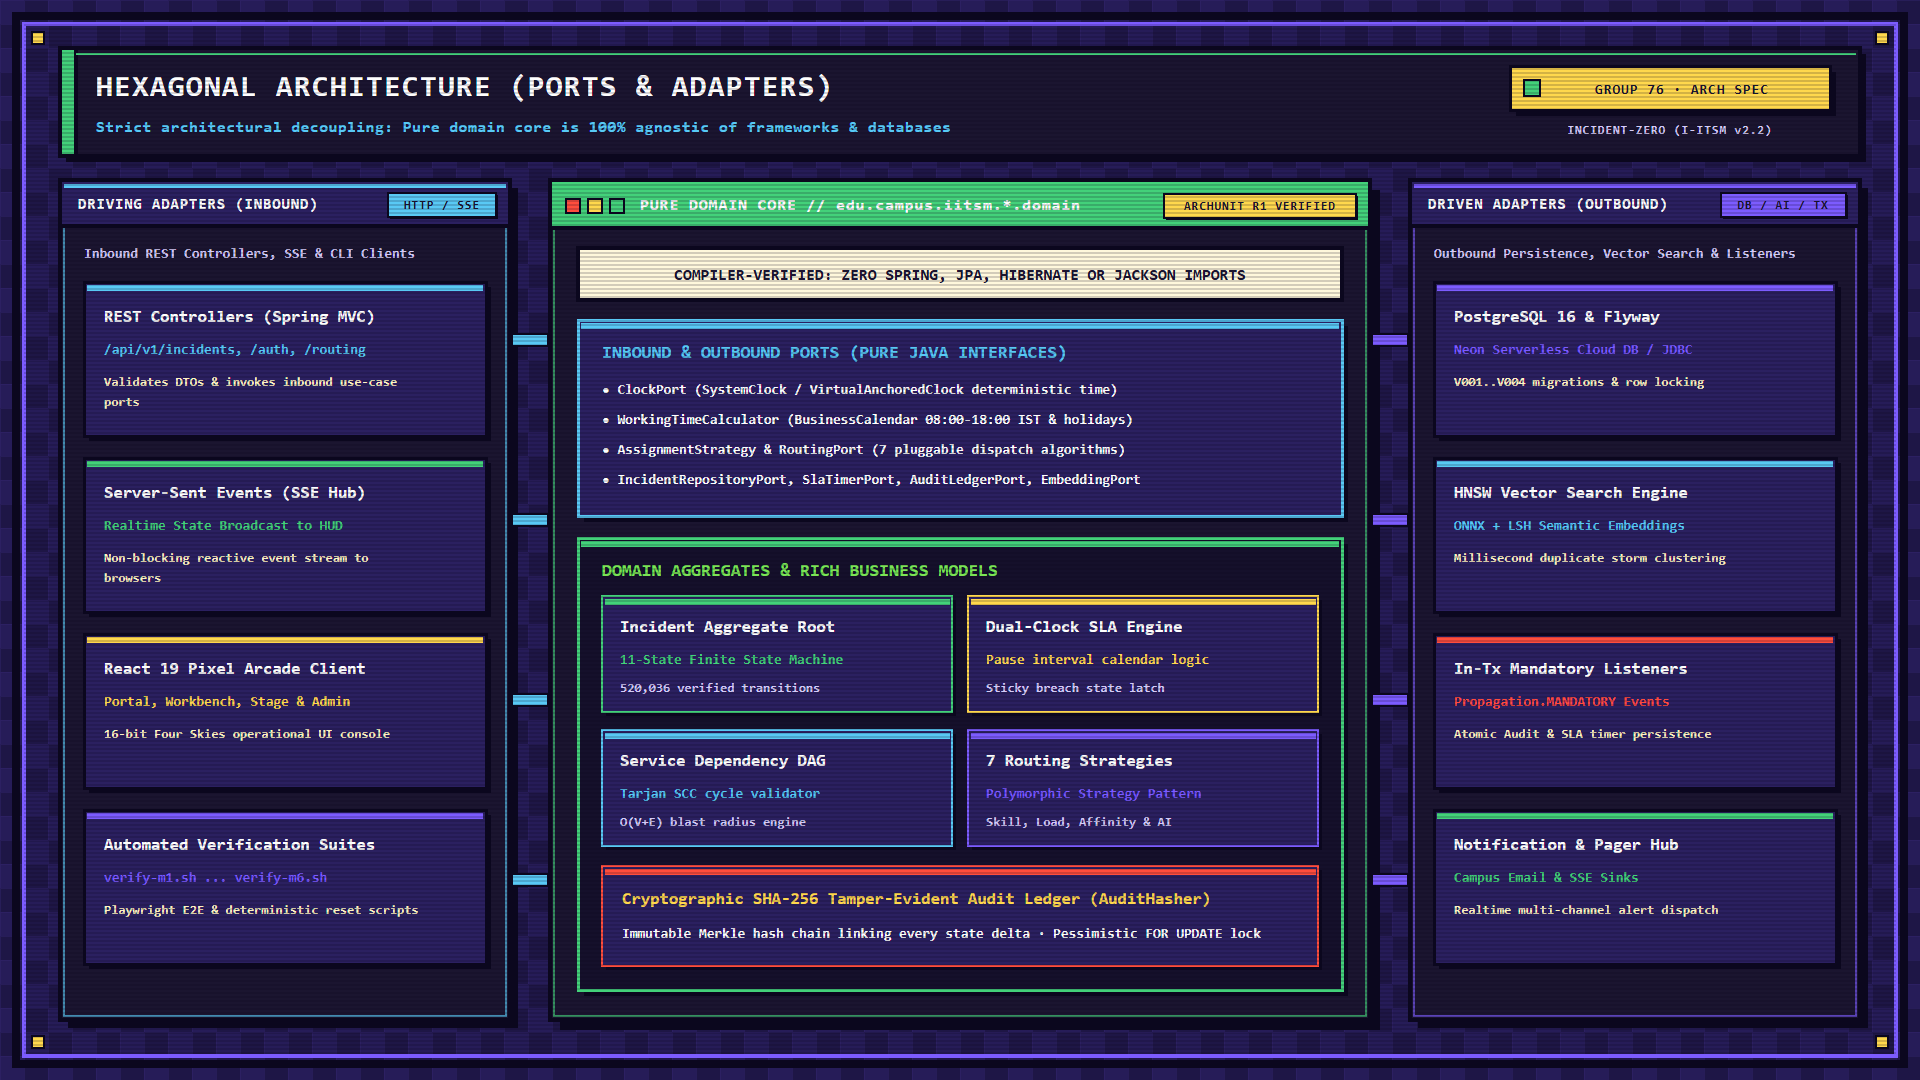 HEXAGONAL ARCHITECTURE (PORTS & ADAPTERS)
Strict architectural decoupling: Pure domain core is 100% agnostic of frameworks & databases
GROUP 76 · ARCH SPEC
INCIDENT-ZERO (I-ITSM v2.2)
DRIVING ADAPTERS (INBOUND)
HTTP / SSE
Inbound REST Controllers, SSE & CLI Clients
REST Controllers (Spring MVC)
/api/v1/incidents, /auth, /routing
Validates DTOs & invokes inbound use-case
ports
Server-Sent Events (SSE Hub)
Realtime State Broadcast to HUD
Non-blocking reactive event stream to
browsers
React 19 Pixel Arcade Client
Portal, Workbench, Stage & Admin
16-bit Four Skies operational UI console
Automated Verification Suites
verify-m1.sh ... verify-m6.sh
Playwright E2E & deterministic reset scripts
PURE DOMAIN CORE // edu.campus.iitsm.*.domain
ARCHUNIT R1 VERIFIED
COMPILER-VERIFIED: ZERO SPRING, JPA, HIBERNATE OR JACKSON IMPORTS
INBOUND & OUTBOUND PORTS (PURE JAVA INTERFACES)
• ClockPort (SystemClock / VirtualAnchoredClock deterministic time)
• WorkingTimeCalculator (BusinessCalendar 08:00-18:00 IST & holidays)
• AssignmentStrategy & RoutingPort (7 pluggable dispatch algorithms)
• IncidentRepositoryPort, SlaTimerPort, AuditLedgerPort, EmbeddingPort
DOMAIN AGGREGATES & RICH BUSINESS MODELS
Incident Aggregate Root
11-State Finite State Machine
520,036 verified transitions
Dual-Clock SLA Engine
Pause interval calendar logic
Sticky breach state latch
Service Dependency DAG
Tarjan SCC cycle validator
O(V+E) blast radius engine
7 Routing Strategies
Polymorphic Strategy Pattern
Skill, Load, Affinity & AI
Cryptographic SHA-256 Tamper-Evident Audit Ledger (AuditHasher)
Immutable Merkle hash chain linking every state delta · Pessimistic FOR UPDATE lock
DRIVEN ADAPTERS (OUTBOUND)
DB / AI / TX
Outbound Persistence, Vector Search & Listeners
PostgreSQL 16 & Flyway
Neon Serverless Cloud DB / JDBC
V001..V004 migrations & row locking
HNSW Vector Search Engine
ONNX + LSH Semantic Embeddings
Millisecond duplicate storm clustering
In-Tx Mandatory Listeners
Propagation.MANDATORY Events
Atomic Audit & SLA timer persistence
Notification & Pager Hub
Campus Email & SSE Sinks
Realtime multi-channel alert dispatch